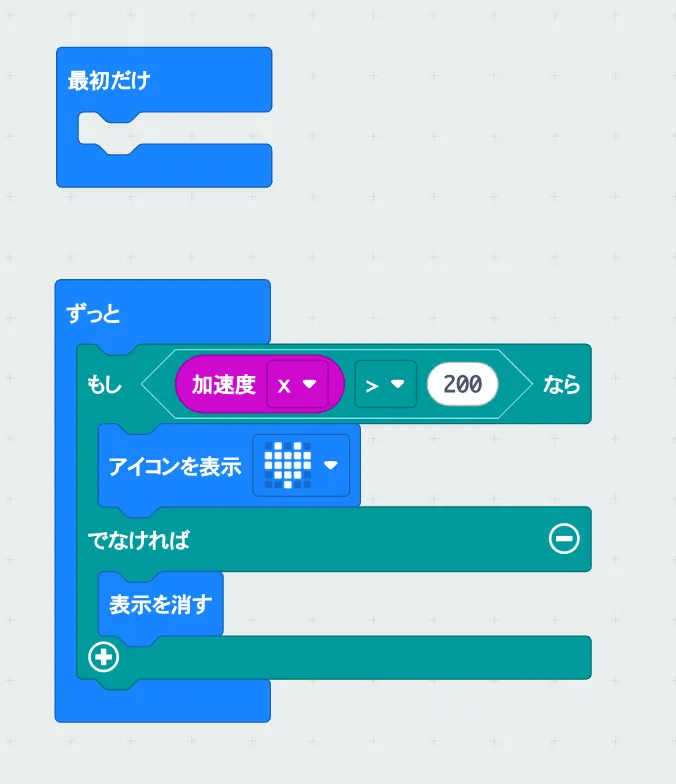 最初だけ
ずっと
もし 加速度 x > 200 なら
アイコンを表示
でなければ
表示を消す